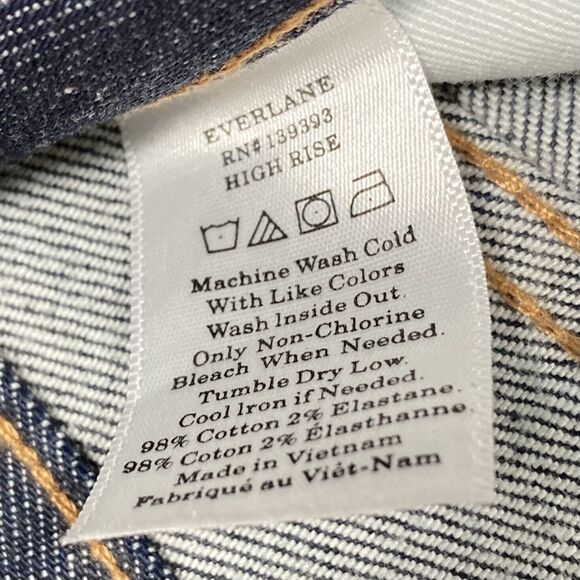 EVERLANE
RN# 139393
HIGH RISE
Machine Wash Cold
With Like Colors
Wash Inside Out.
Only Non-Chlorine
Bleach When Needed.
Tumble Dry Low.
Cool Iron if Needed.
98% Cotton 2% Elastane.
98% Coton 2% Élasthanne.
Made in Vietnam
Fabriqué au Viêt-Nam